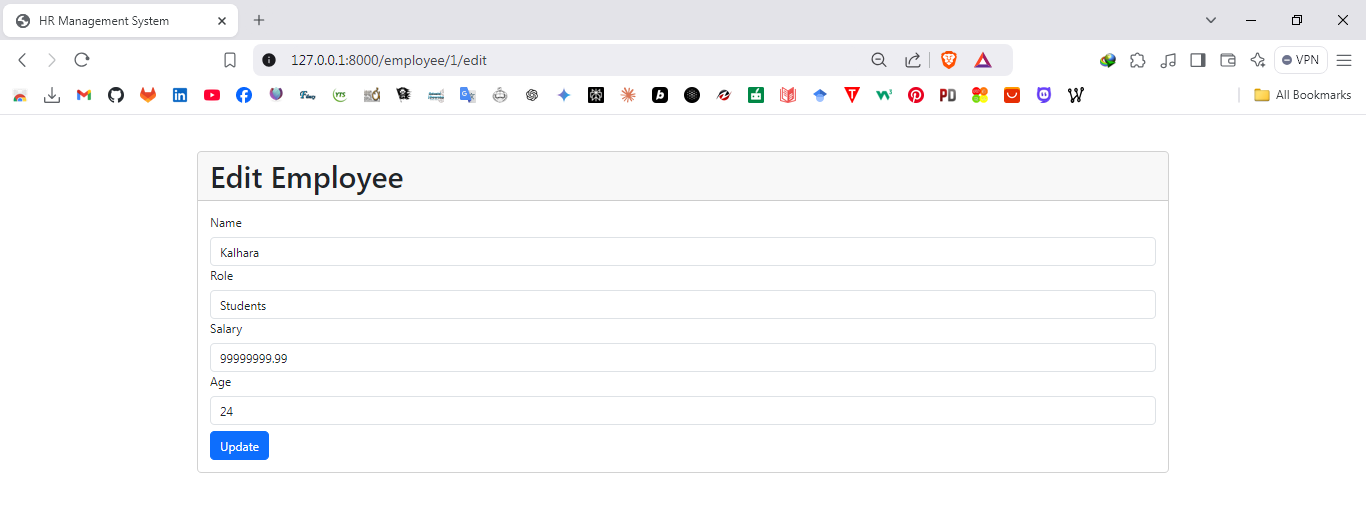 HR Management System
127.0.0.1:8000/employee/1/edit
VPN
All Bookmarks
Edit Employee
Name
Kalhara
Role
Students
Salary
99999999.99
Age
24
Update